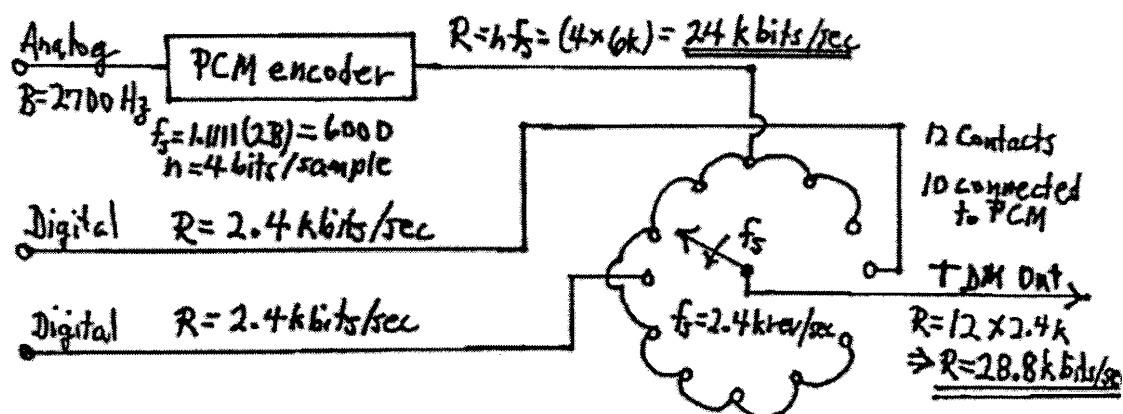 Analog
B=2700 Hz
PCM encoder
R=nfs=(4×6k)=24 kbits/sec
fs=1.1111(2B)=6000
n=4 bits/sample
12 Contacts
10 connected
to PCM
Digital R=2.4 kbits/sec
fs
TDM Out
Digital R=2.4 kbits/sec
fs=2.4 krev/sec
R=12×2.4k
⇒R=28.8 kbits/sec